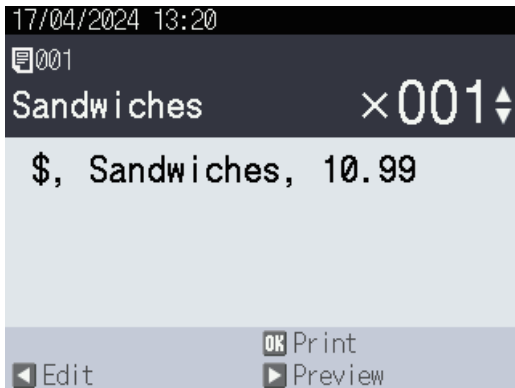 17/04/2024 13:20
001
Sandwiches ×001
$, Sandwiches, 10.99
OK Print
Edit Preview